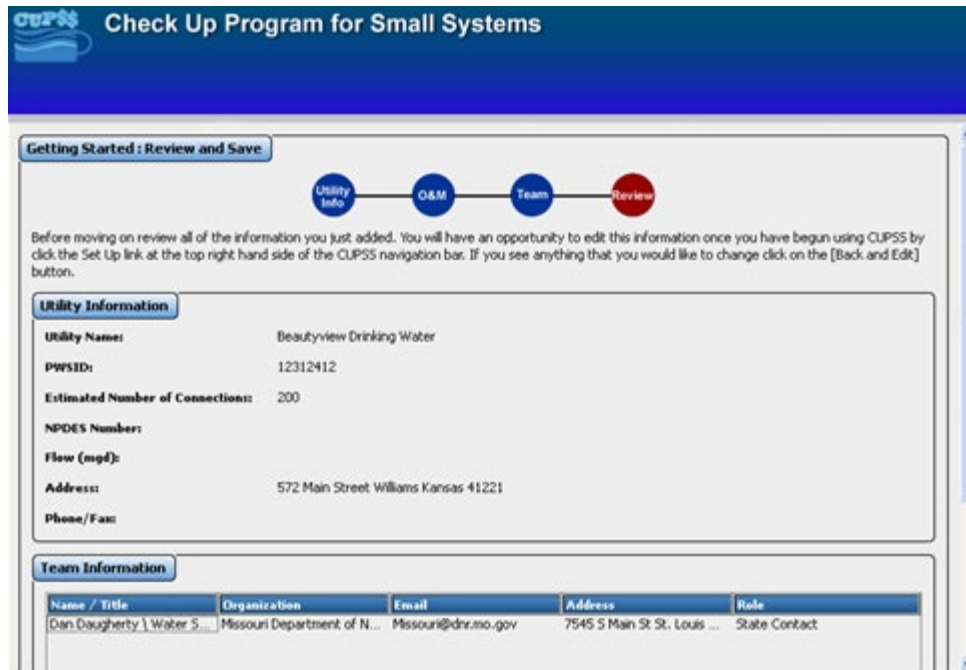 CUP$$
Check Up Program for Small Systems
Getting Started : Review and Save
Utility
Info
O&M
Team
Review
Before moving on review all of the information you just added. You will have an opportunity to edit this information once you have begun using CUPSS by
click the Set Up link at the top right hand side of the CUPSS navigation bar. If you see anything that you would like to change click on the [Back and Edit]
button.
Utility Information
Utility Name: Beautyview Drinking Water
PWSID: 12312412
Estimated Number of Connections: 200
NPDES Number:
Flow (mgd):
Address: 572 Main Street Williams Kansas 41221
Phone/Fax:
Team Information
Name / Title Organization Email Address Role
Dan Daugherty \ Water S... Missouri Department of N... Missouri@dnr.mo.gov 7545 S Main St St. Louis ... State Contact